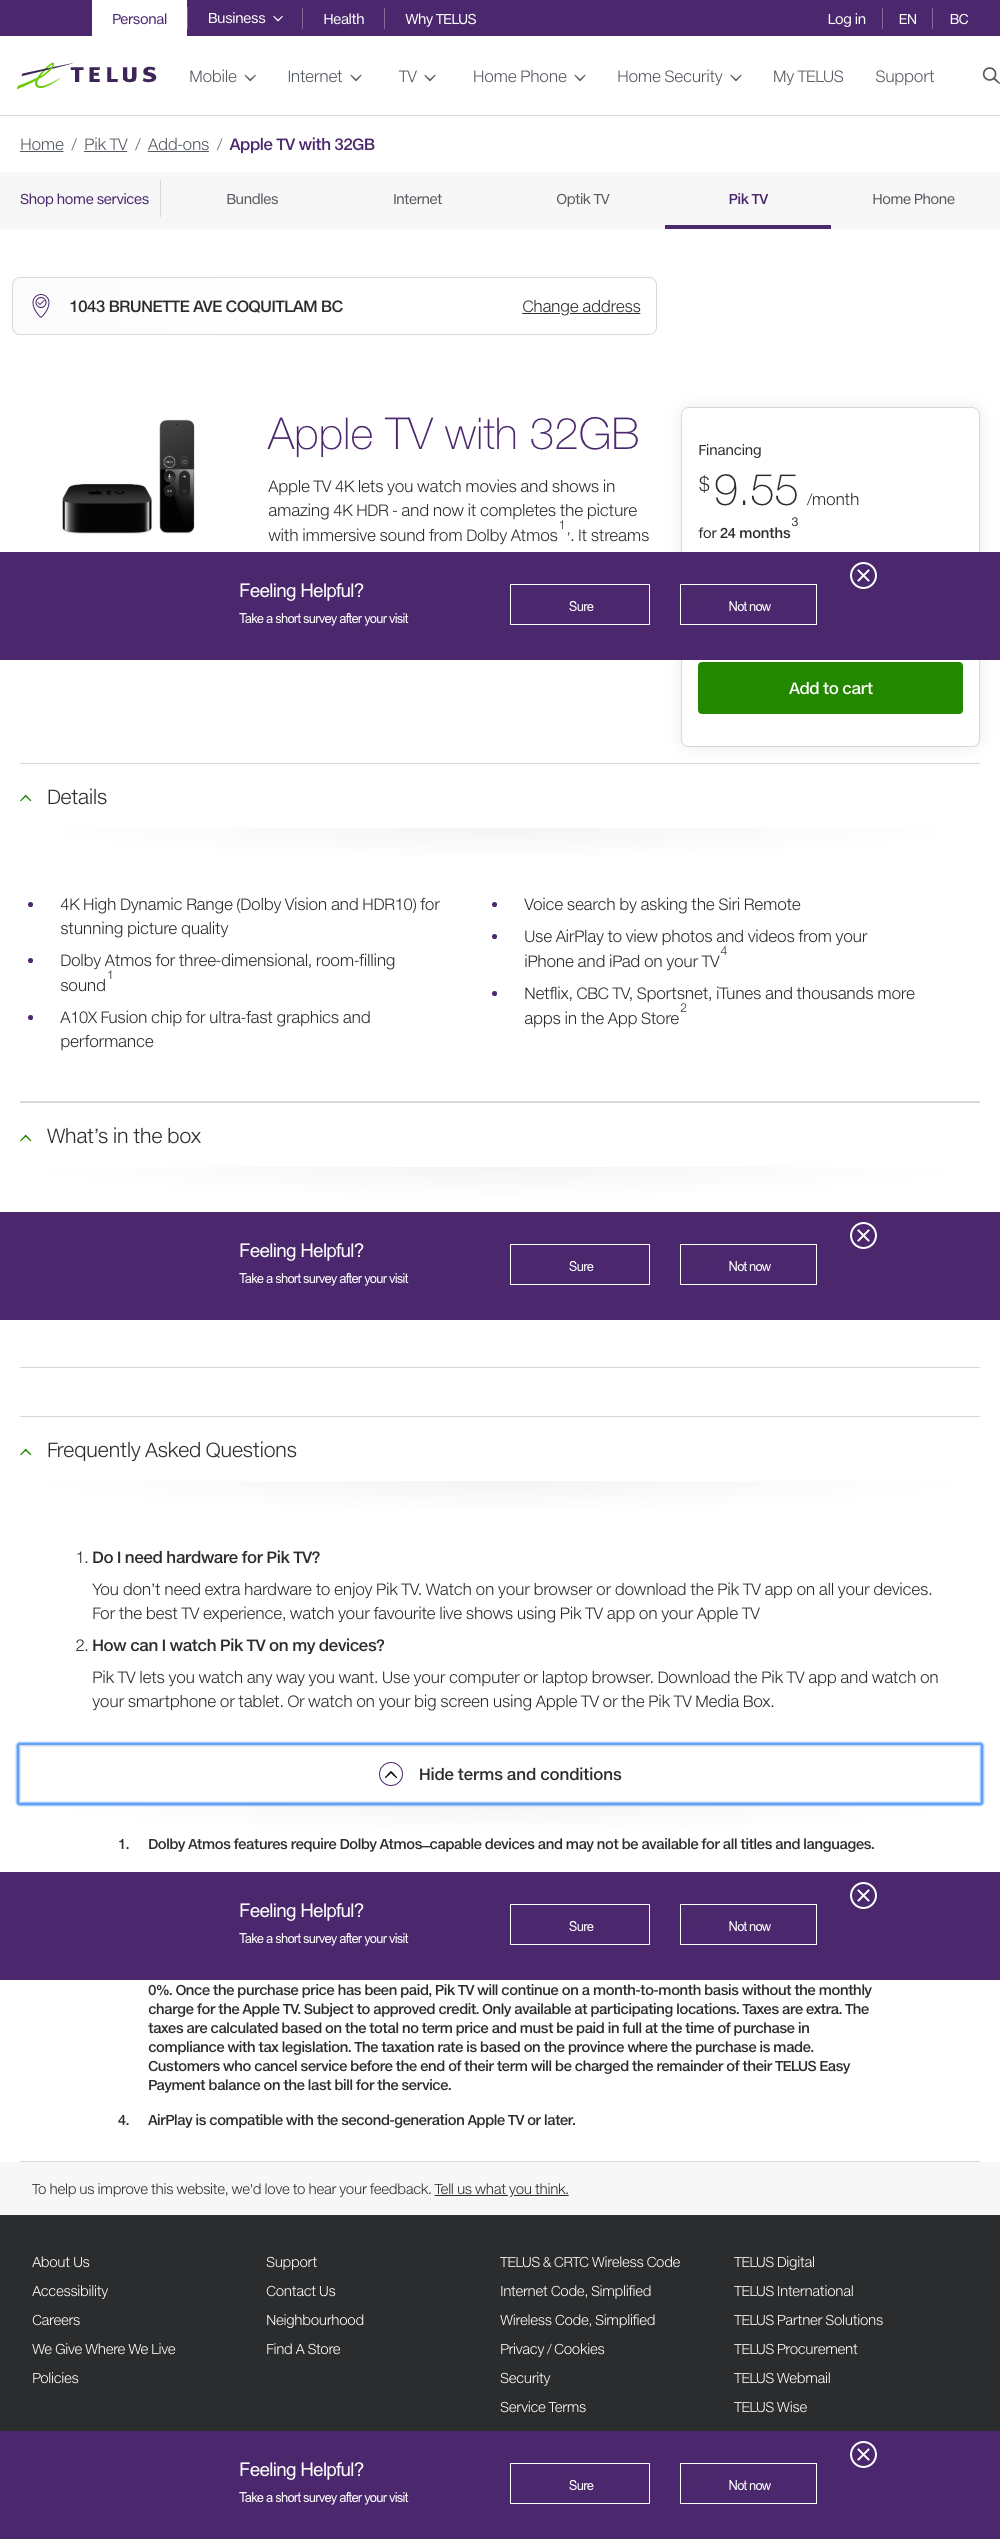 Personal Business Health Why TELUS Log in EN BC
TELUS Mobile Internet TV Home Phone Home Security My TELUS Support
Home / Pik TV / Add-ons / Apple TV with 32GB
Shop home services Bundles Internet Optik TV Pik TV Home Phone
1043 BRUNETTE AVE COQUITLAM BC Change address
Apple TV with 32GB
Apple TV 4K lets you watch movies and shows in
amazing 4K HDR - and now it completes the picture
with immersive sound from Dolby Atmos1,. It streams
Financing
$9.55 /month
for 24 months3
Feeling Helpful?
Take a short survey after your visit
Sure Not now
Add to cart
Details
• 4K High Dynamic Range (Dolby Vision and HDR10) for
stunning picture quality
• Dolby Atmos for three-dimensional, room-filling
sound1
• A10X Fusion chip for ultra-fast graphics and
performance
• Voice search by asking the Siri Remote
• Use AirPlay to view photos and videos from your
iPhone and iPad on your TV4
• Netflix, CBC TV, Sportsnet, iTunes and thousands more
apps in the App Store2
What's in the box
Feeling Helpful?
Take a short survey after your visit
Sure Not now
Frequently Asked Questions
1. Do I need hardware for Pik TV?
You don't need extra hardware to enjoy Pik TV. Watch on your browser or download the Pik TV app on all your devices.
For the best TV experience, watch your favourite live shows using Pik TV app on your Apple TV
2. How can I watch Pik TV on my devices?
Pik TV lets you watch any way you want. Use your computer or laptop browser. Download the Pik TV app and watch on
your smartphone or tablet. Or watch on your big screen using Apple TV or the Pik TV Media Box.
Hide terms and conditions
1. Dolby Atmos features require Dolby Atmos–capable devices and may not be available for all titles and languages.
Feeling Helpful?
Take a short survey after your visit
Sure Not now
0%. Once the purchase price has been paid, Pik TV will continue on a month-to-month basis without the monthly
charge for the Apple TV. Subject to approved credit. Only available at participating locations. Taxes are extra. The
taxes are calculated based on the total no term price and must be paid in full at the time of purchase in
compliance with tax legislation. The taxation rate is based on the province where the purchase is made.
Customers who cancel service before the end of their term will be charged the remainder of their TELUS Easy
Payment balance on the last bill for the service.
4. AirPlay is compatible with the second-generation Apple TV or later.
To help us improve this website, we'd love to hear your feedback. Tell us what you think.
About Us Support TELUS & CRTC Wireless Code TELUS Digital
Accessibility Contact Us Internet Code, Simplified TELUS International
Careers Neighbourhood Wireless Code, Simplified TELUS Partner Solutions
We Give Where We Live Find A Store Privacy / Cookies TELUS Procurement
Policies Security TELUS Webmail
Service Terms TELUS Wise
Feeling Helpful?
Take a short survey after your visit
Sure Not now